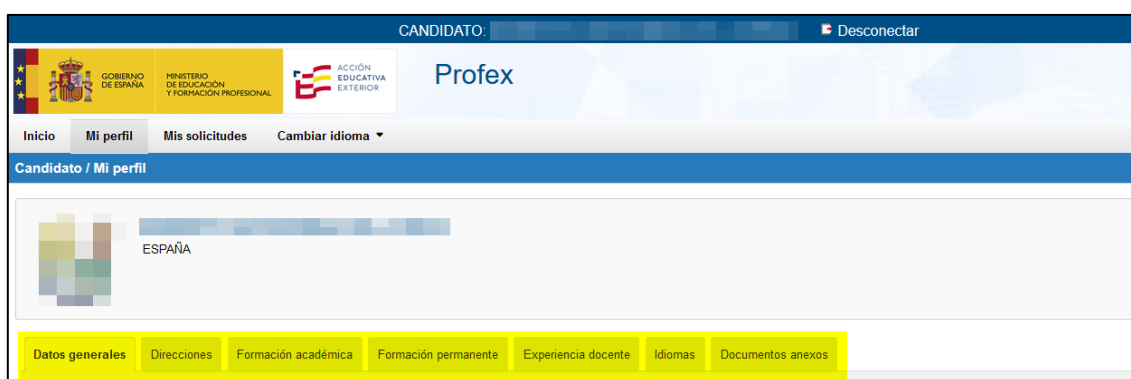 CANDIDATO: Desconectar
GOBIERNO DE ESPAÑA
MINISTERIO DE EDUCACIÓN Y FORMACIÓN PROFESIONAL
ACCIÓN EDUCATIVA EXTERIOR
Profex
Inicio Mi perfil Mis solicitudes Cambiar idioma
Candidato / Mi perfil
ESPAÑA
Datos generales Direcciones Formación académica Formación permanente Experiencia docente Idiomas Documentos anexos